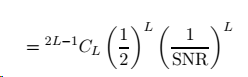 = ^{2L−1}C_L (1/2)^L (1/SNR)^L